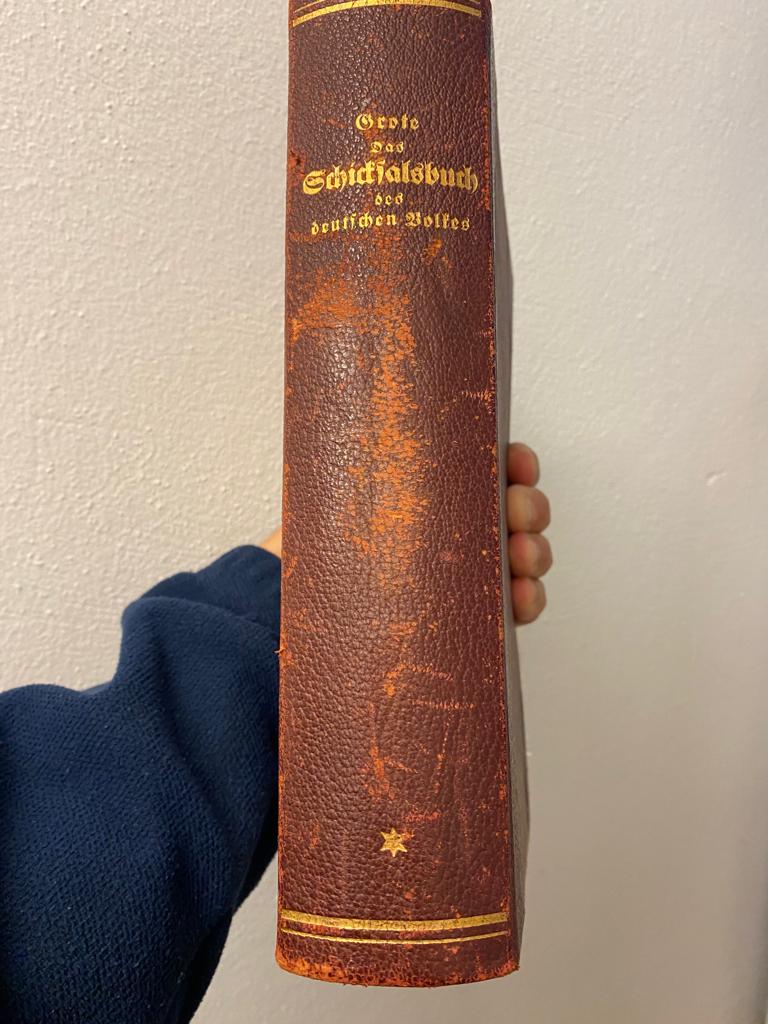 Grote
Das
Schickſalsbuch
des
deutſchen Volkes